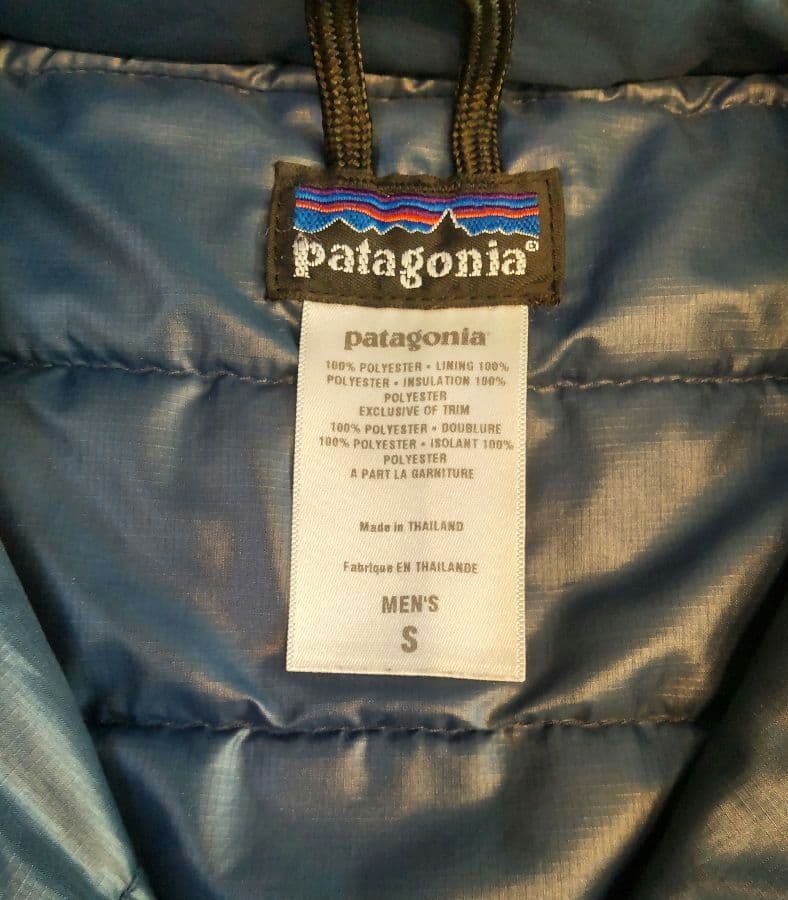 patagonia®
patagonia
100% POLYESTER • LINING 100%
POLYESTER • INSULATION 100%
POLYESTER
EXCLUSIVE OF TRIM
100% POLYESTER • DOUBLURE
100% POLYESTER • ISOLANT 100%
POLYESTER
A PART LA GARNITURE
Made in THAILAND
Fabrique EN THAILANDE
MEN'S
S